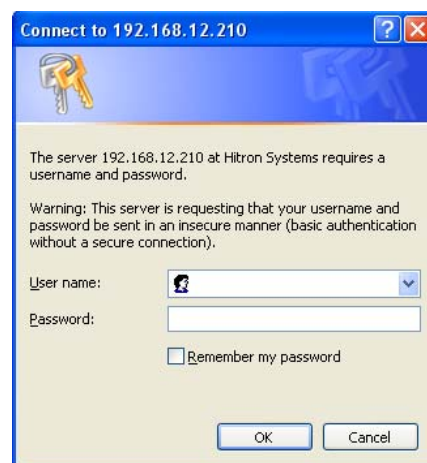 Connect to 192.168.12.210
The server 192.168.12.210 at Hitron Systems requires a
username and password.
Warning: This server is requesting that your username and
password be sent in an insecure manner (basic authentication
without a secure connection).
User name:
Password:
Remember my password
OK
Cancel